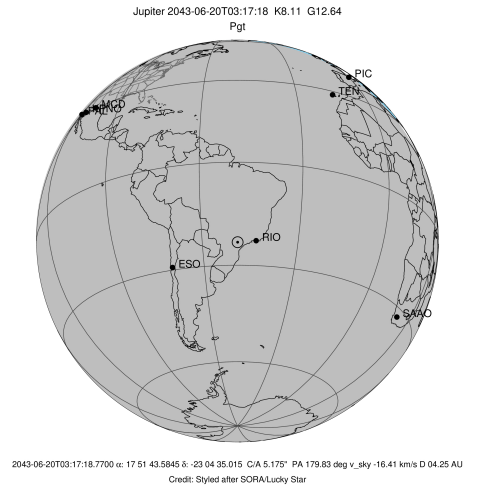 Jupiter 2043-06-20T03:17:18 K8.11 G12.64
Pgt
PIC
TEN
MCD
RIO
ESO
SAAO
2043-06-20T03:17:18.7700 α: 17 51 43.5845 δ: -23 04 35.015 C/A 5.175" PA 179.83 deg v_sky -16.41 km/s D 04.25 AU
Credit: Styled after SORA/Lucky Star